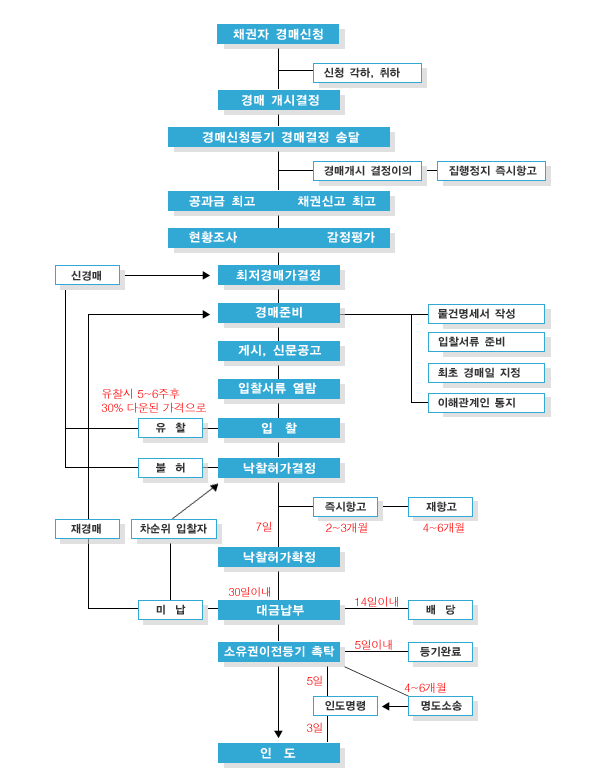 채권자 경매신청
신청 각하, 취하
경매 개시결정
경매신청등기 경매결정 송달
경매개시 결정이의
집행정지 즉시항고
공과금 최고 채권신고 최고
현황조사 감정평가
신경매
최저경매가결정
경매준비
물건명세서 작성
입찰서류 준비
게시, 신문공고
최초 경매일 지정
입찰서류 열람
유찰시 5~6주후
30% 다운된 가격으로
이해관계인 통지
유 찰
입 찰
불 허
낙찰허가결정
즉시항고
재항고
재경매
차순위 입찰자
7일
2~3개월
4~6개월
낙찰허가확정
30일이내
14일이내
미 납
대금납부
배 당
5일이내
소유권이전등기 촉탁
등기완료
5일
4~6개월
인도명령
명도소송
3일
인 도